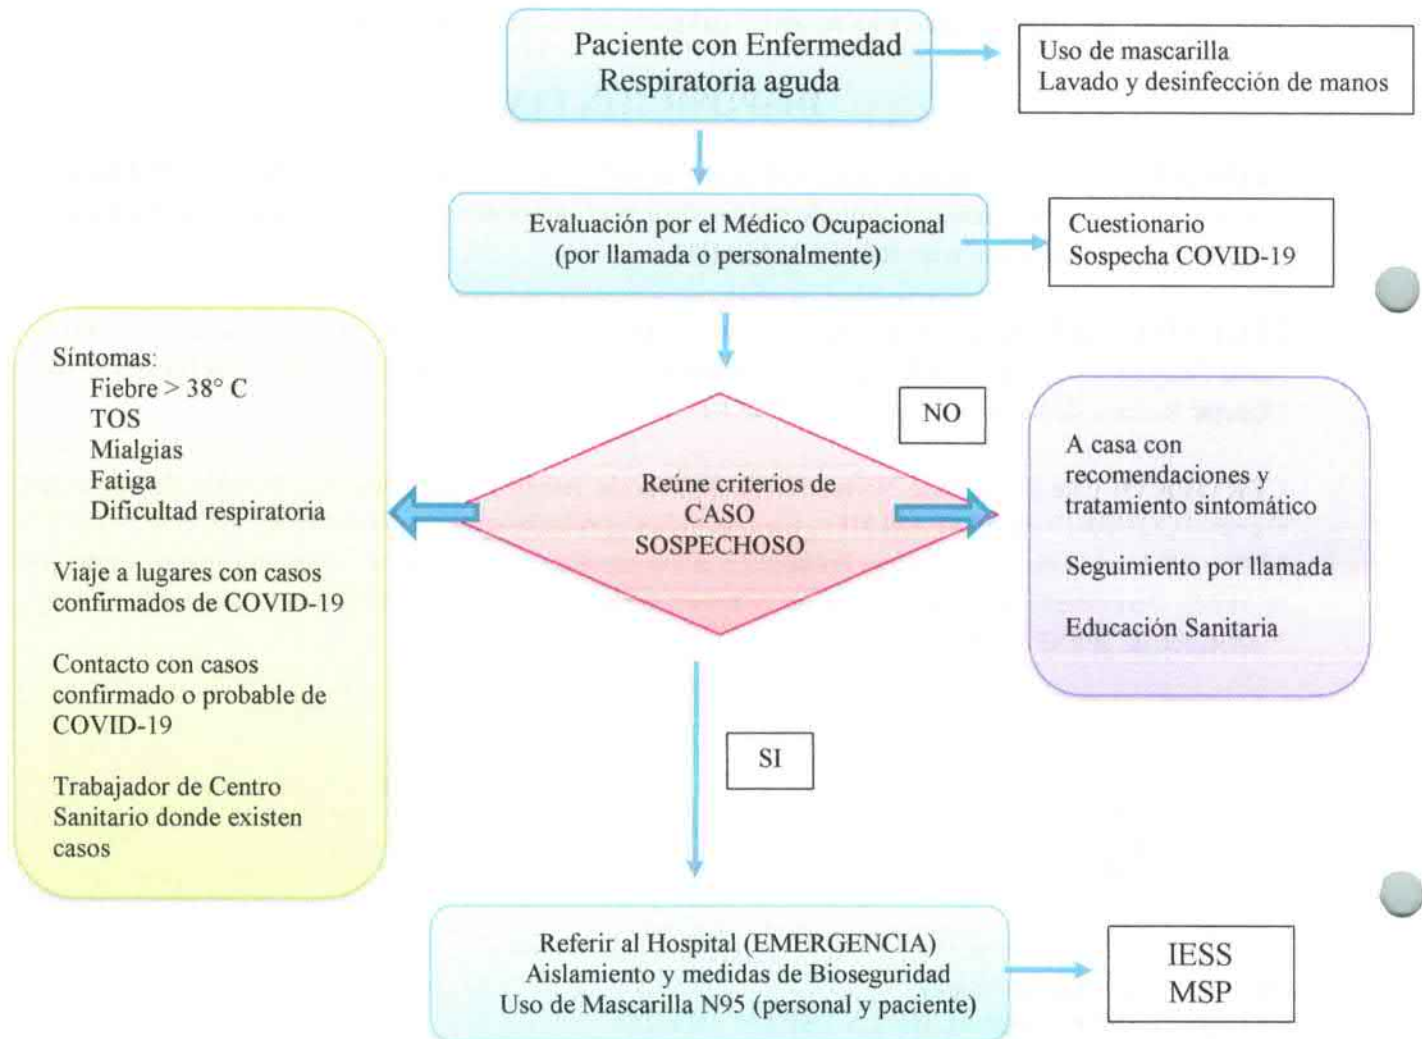 Paciente con Enfermedad
Respiratoria aguda
Uso de mascarilla
Lavado y desinfección de manos
Evaluación por el Médico Ocupacional
(por llamada o personalmente)
Cuestionario
Sospecha COVID-19
Síntomas:
Fiebre > 38° C
TOS
Mialgias
Fatiga
Dificultad respiratoria
Viaje a lugares con casos
confirmados de COVID-19
Contacto con casos
confirmado o probable de
COVID-19
Trabajador de Centro
Sanitario donde existen
casos
Reúne criterios de
CASO
SOSPECHOSO
NO
A casa con
recomendaciones y
tratamiento sintomático
Seguimiento por llamada
Educación Sanitaria
SI
Referir al Hospital (EMERGENCIA)
Aislamiento y medidas de Bioseguridad
Uso de Mascarilla N95 (personal y paciente)
IESS
MSP